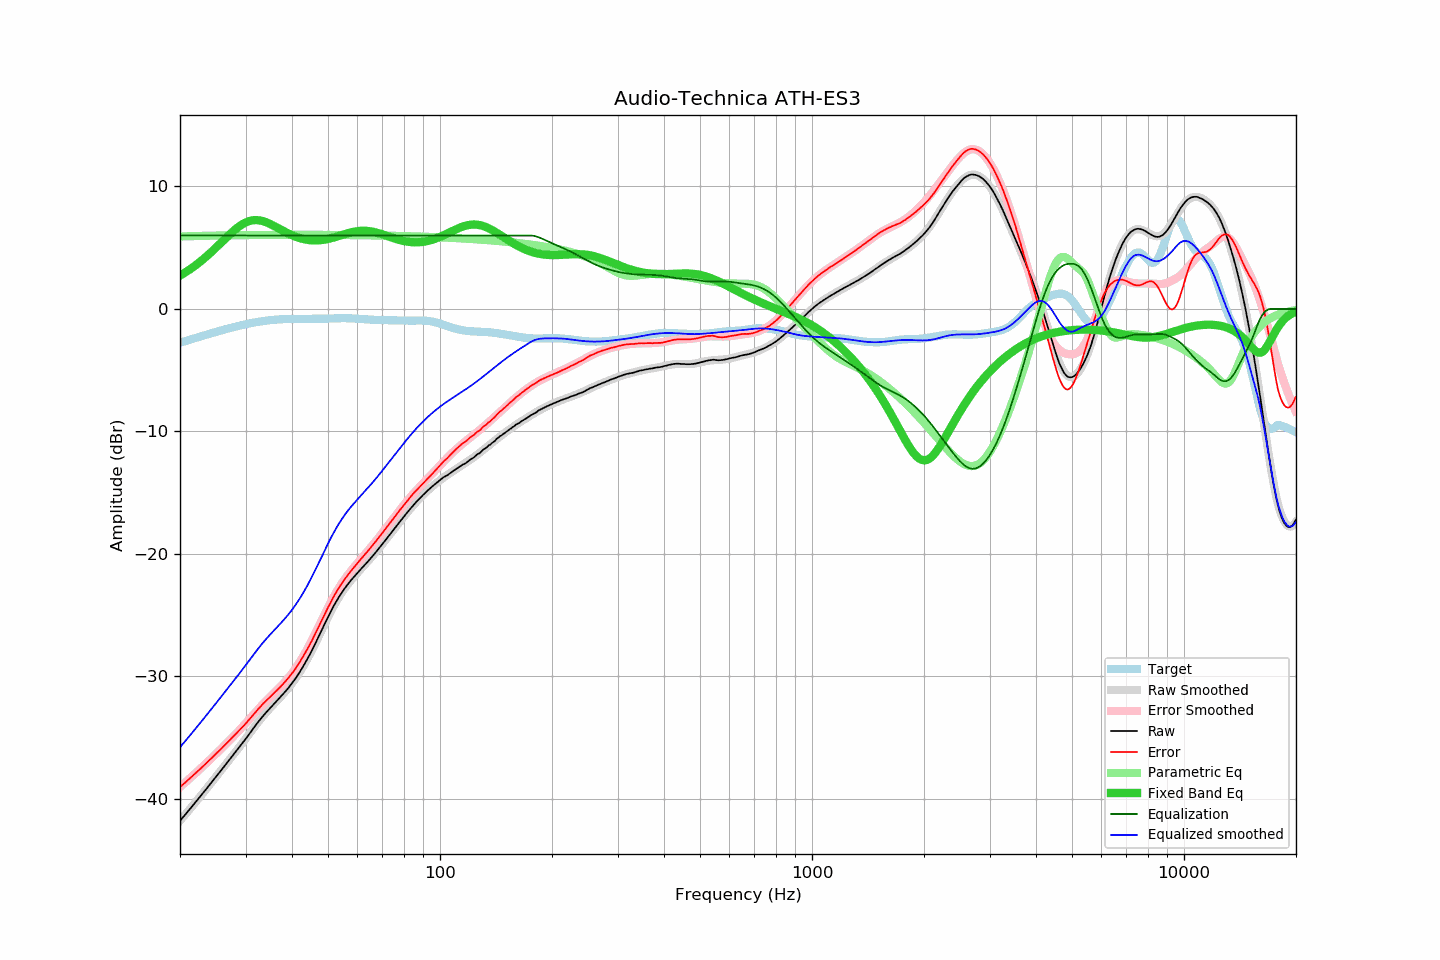 Audio-Technica ATH-ES3
Amplitude (dBr)
10
0
−10
−20
−30
−40
100
1000
10000
Frequency (Hz)
Target
Raw Smoothed
Error Smoothed
Raw
Error
Parametric Eq
Fixed Band Eq
Equalization
Equalized smoothed